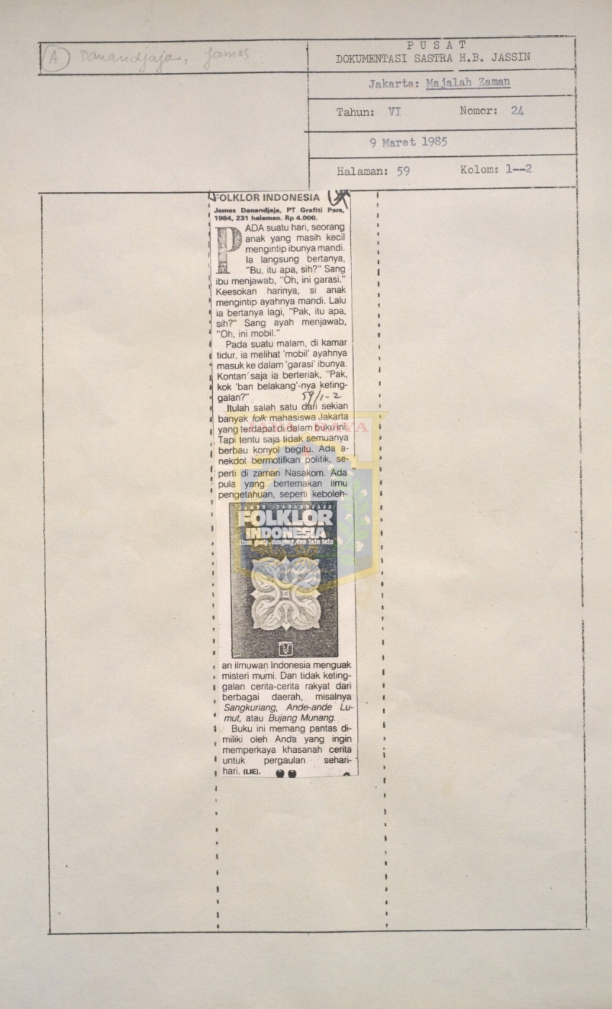 (A) Danandjaja, James
PUSAT
DOKUMENTASI SASTRA H.B. JASSIN
Jakarta: Majalah Zaman
Tahun: VI Nomor: 24
9 Maret 1985
Halaman: 59 Kolom: 1--2
FOLKLOR INDONESIA
James Danandjaja, PT Grafiti Pers,
1984, 231 halaman. Rp 4.000.
PADA suatu hari, seorang
anak yang masih kecil
mengintip ibunya mandi.
Ia langsung bertanya,
"Bu, itu apa, sih?" Sang
ibu menjawab, "Oh, ini garasi."
Keesokan harinya, si anak
mengintip ayahnya mandi. Lalu
ia bertanya lagi, "Pak, itu apa,
sih?" Sang ayah menjawab,
"Oh, ini mobil."
Pada suatu malam, di kamar
tidur, ia melihat 'mobil' ayahnya
masuk ke dalam 'garasi' ibunya.
Kontan saja ia berteriak, "Pak,
kok 'ban belakang'-nya keting-
galan?"
59/1-2
Itulah salah satu dari sekian
banyak folk mahasiswa Jakarta
yang terdapat di dalam buku ini.
Tapi tentu saja tidak semuanya
berbau konyol begitu. Ada a-
nekdot bermotifkan politik, se-
perti di zaman Nasakom. Ada
pula yang bertemakan ilmu
pengetahuan, seperti keboleh-
JAMES DANANDJAJA
FOLKLOR
INDONESIA
Ilmu gosip, dongeng, dan lain lain
an ilmuwan Indonesia menguak
misteri mumi. Dan tidak keting-
galan cerita-cerita rakyat dari
berbagai daerah, misalnya
Sangkuriang, Ande-ande Lu-
mut, atau Bujang Munang.
Buku ini memang pantas di-
miliki oleh Anda yang ingin
memperkaya khasanah cerita
untuk pergaulan sehari-
hari. (LIE).